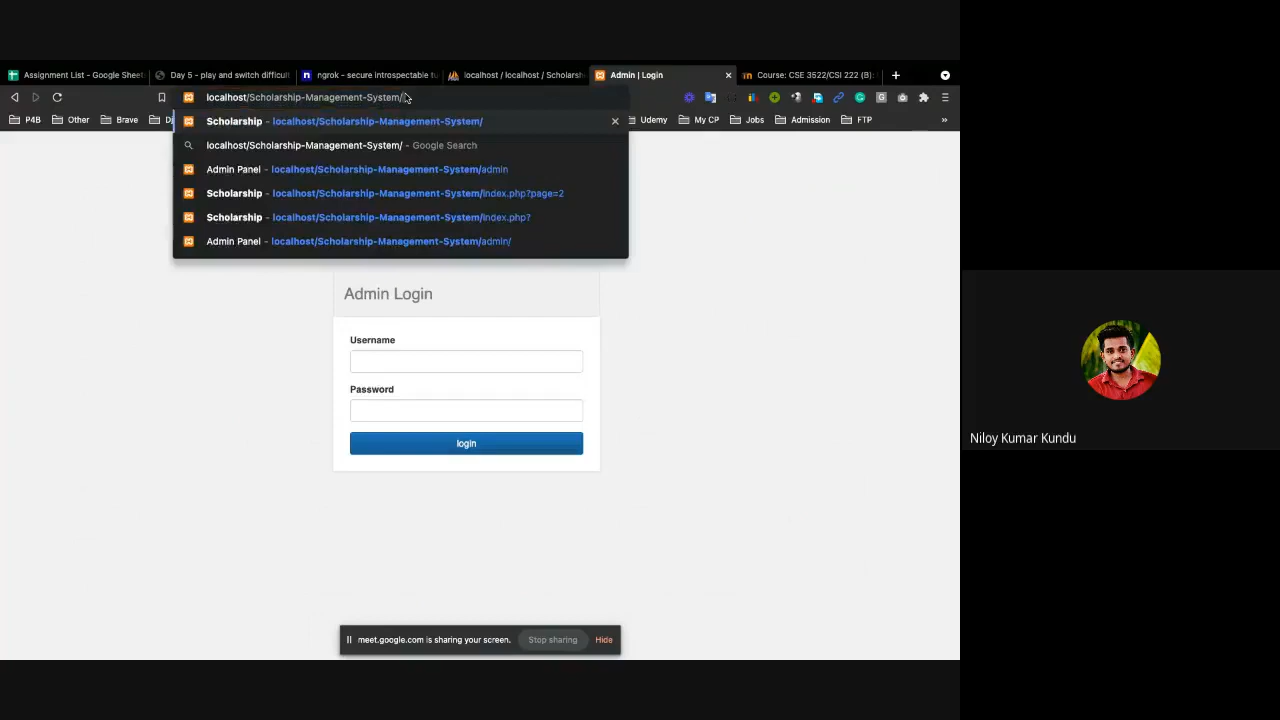 Assignment List - Google Sheet
Day 5 - play and switch difficult
ngrok - secure introspectable tu
localhost / localhost / Scholarsh
Admin | Login
Course: CSE 3522/CSI 222 (B):
localhost/Scholarship-Management-System/
P4B
Other
Brave
Dj
Udemy
My CP
Jobs
Admission
FTP
Scholarship - localhost/Scholarship-Management-System/
localhost/Scholarship-Management-System/ - Google Search
Admin Panel - localhost/Scholarship-Management-System/admin
Scholarship - localhost/Scholarship-Management-System/index.php?page=2
Scholarship - localhost/Scholarship-Management-System/index.php?
Admin Panel - localhost/Scholarship-Management-System/admin/
Admin Login
Username
Password
login
Niloy Kumar Kundu
meet.google.com is sharing your screen.
Stop sharing
Hide